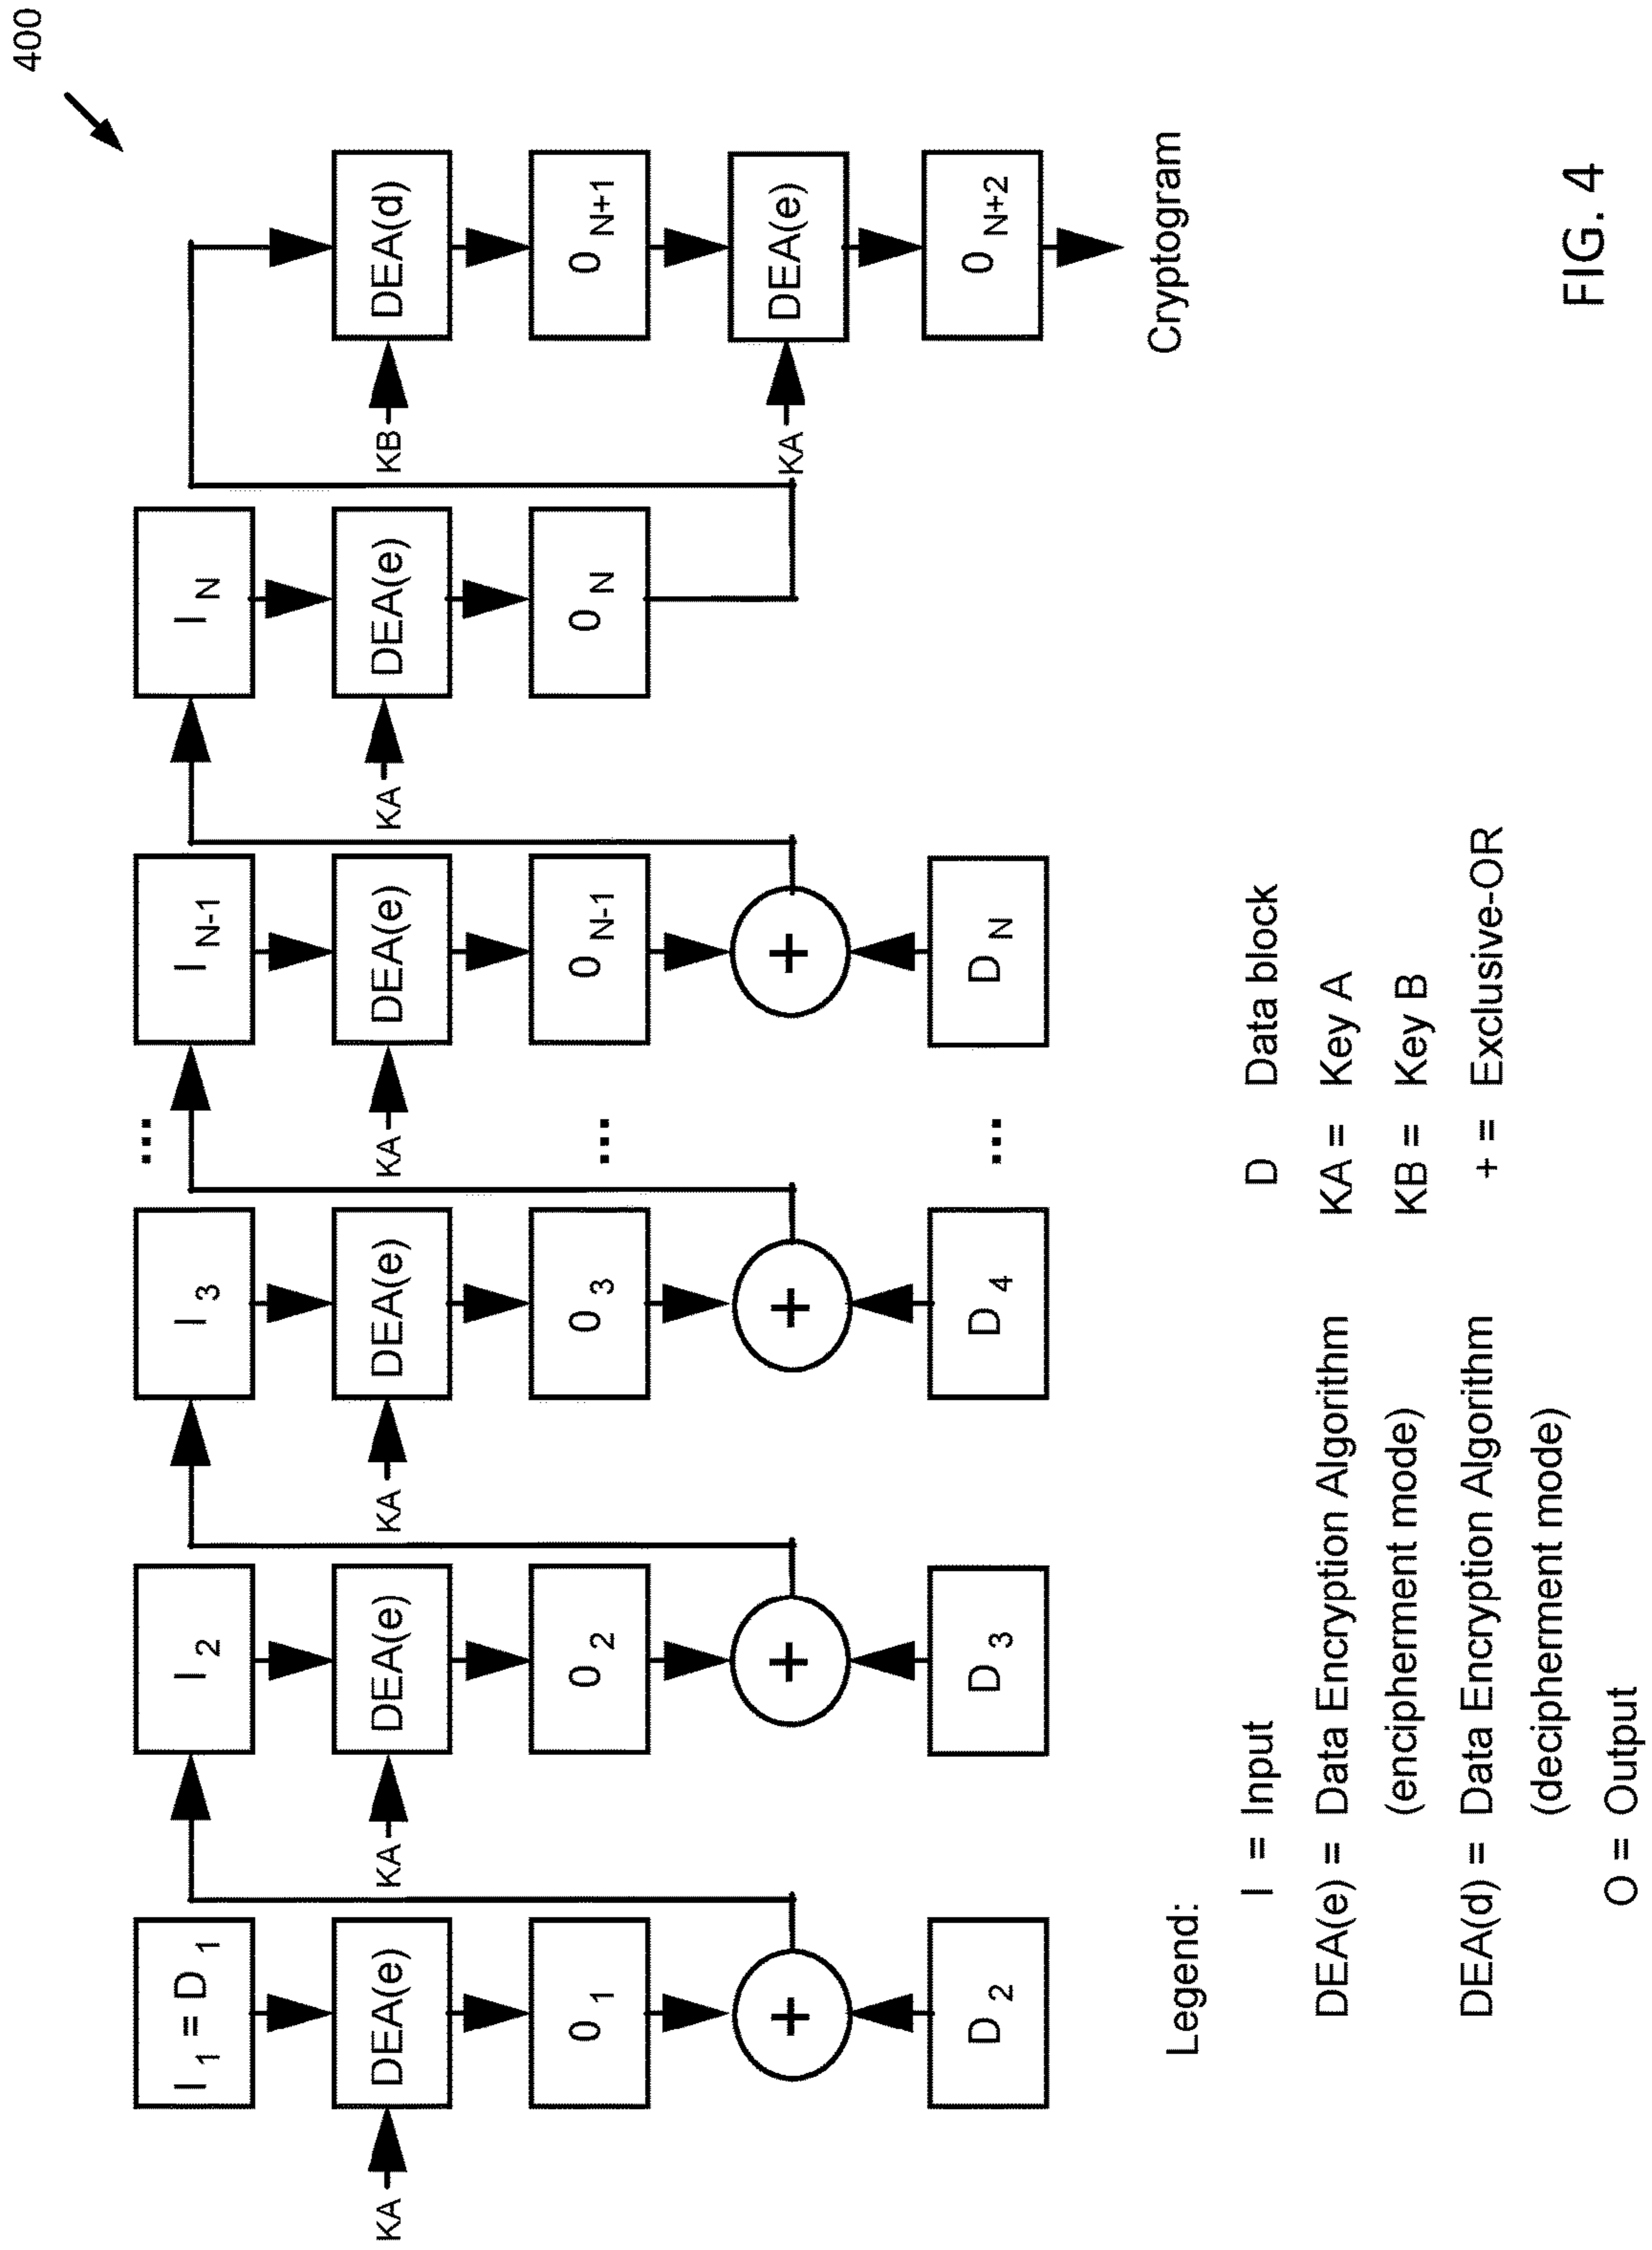 400
I 1 = D 1
I 2
I 3
...
I N-1
I N
KA
DEA(e)
KA
DEA(e)
KA
DEA(e)
KA
DEA(e)
KA
DEA(e)
KB
DEA(d)
0 1
0 2
0 3
...
0 N-1
0 N
0 N+1
+
+
+
+
KA
DEA(e)
D 2
D 3
D 4
...
D N
0 N+2
Cryptogram
Legend:
I = Input
DEA(e) = Data Encryption Algorithm
(encipherment mode)
DEA(d) = Data Encryption Algorithm
(decipherment mode)
O = Output
D Data block
KA = Key A
KB = Key B
+ = Exclusive-OR
FIG. 4